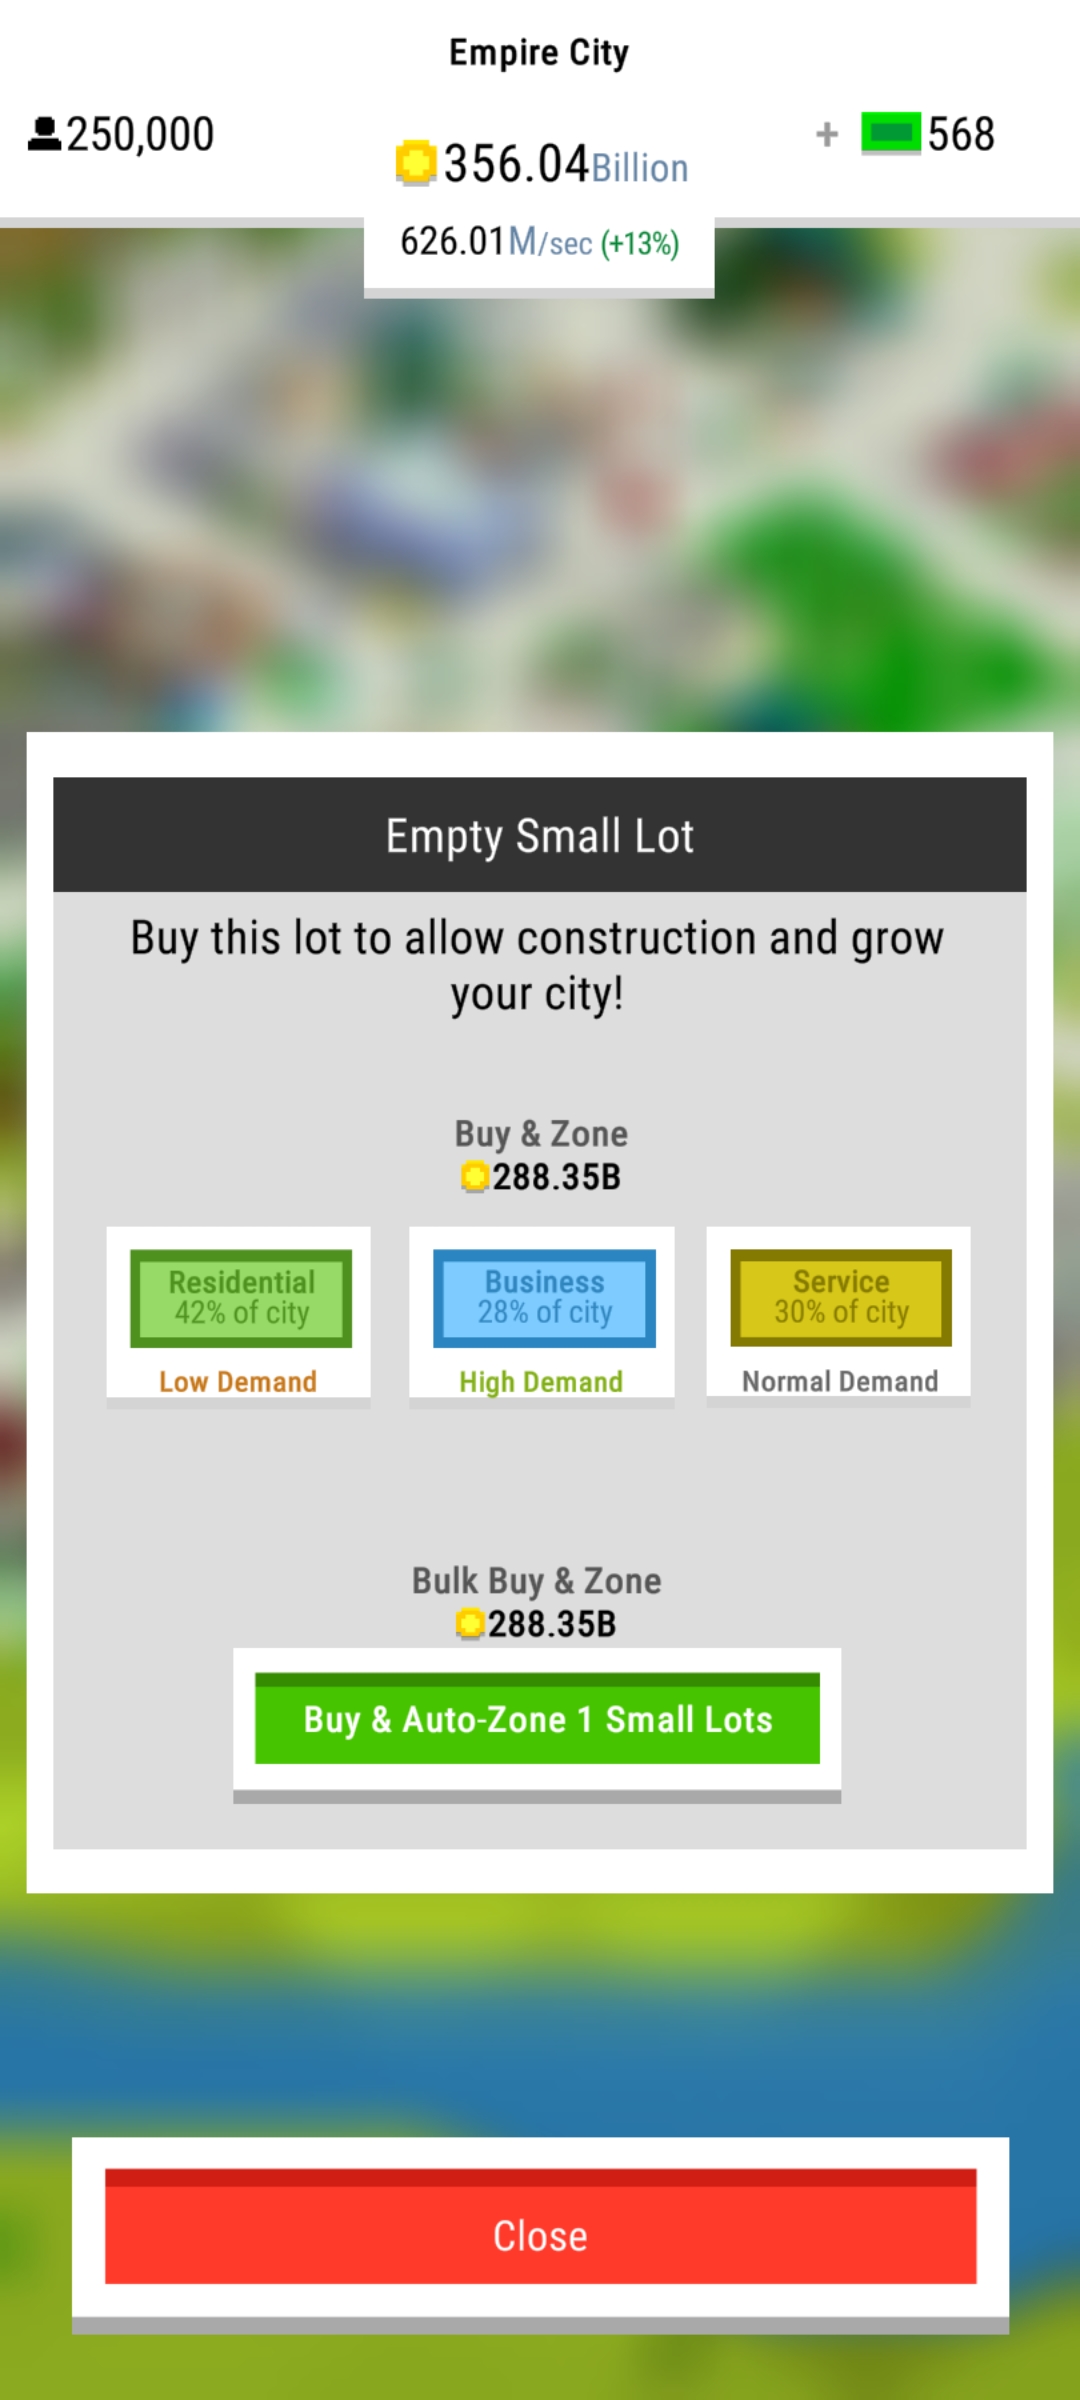 Empire City
250,000
356.04Billion
+ 568
626.01M/sec (+13%)
Empty Small Lot
Buy this lot to allow construction and grow
your city!
Buy & Zone
288.35B
Residential
42% of city
Low Demand
Business
28% of city
High Demand
Service
30% of city
Normal Demand
Bulk Buy & Zone
288.35B
Buy & Auto-Zone 1 Small Lots
Close